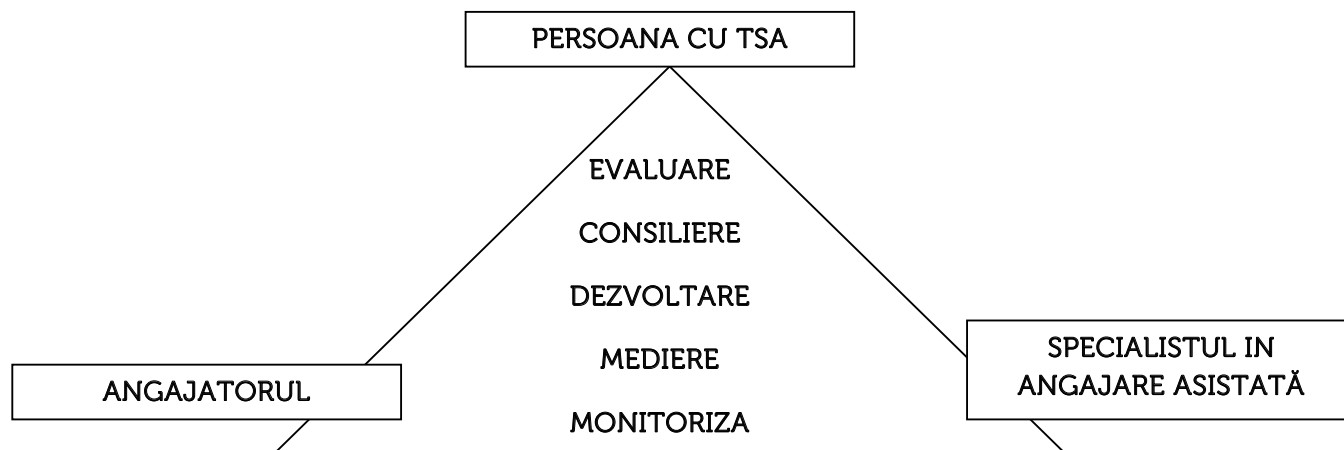 PERSOANA CU TSA
EVALUARE
CONSILIERE
DEZVOLTARE
MEDIERE
MONITORIZA
ANGAJATORUL
SPECIALISTUL IN
ANGAJARE ASISTATĂ